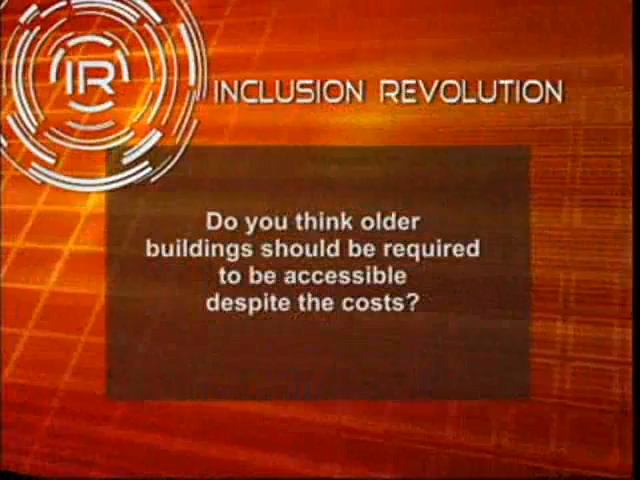 IR
INCLUSION REVOLUTION
Do you think older
buildings should be required
to be accessible
despite the costs?